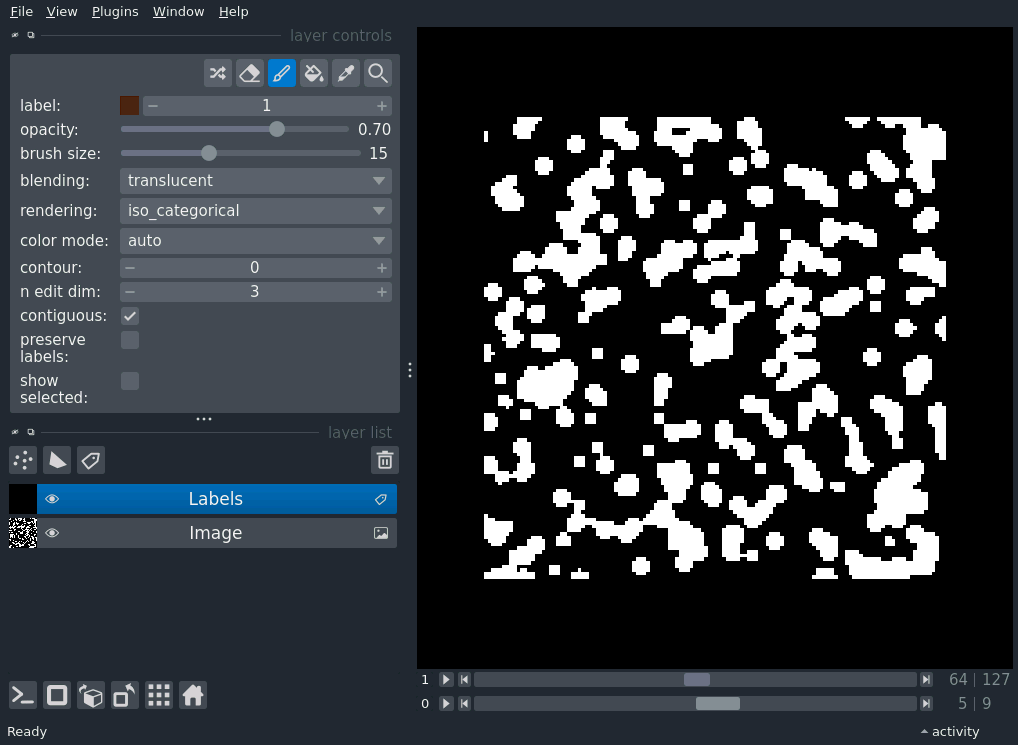 File View Plugins Window Help
layer controls
label: 1
opacity: 0.70
brush size: 15
blending: translucent
rendering: iso_categorical
color mode: auto
contour: 0
n edit dim: 3
contiguous:
preserve
labels:
show
selected:
layer list
Labels
Image
1 64 | 127
0 5 | 9
Ready activity